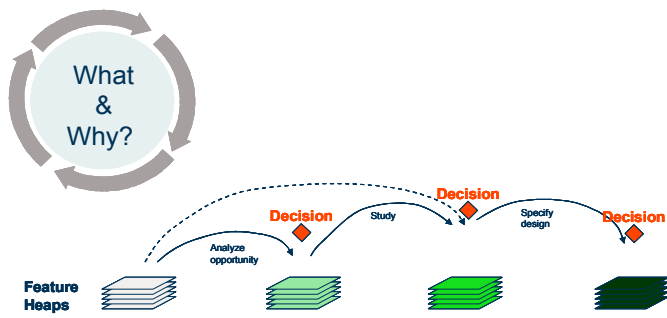 What
&
Why?
Decision
Decision
Decision
Study
Specify
design
Analyze
opportunity
Feature
Heaps